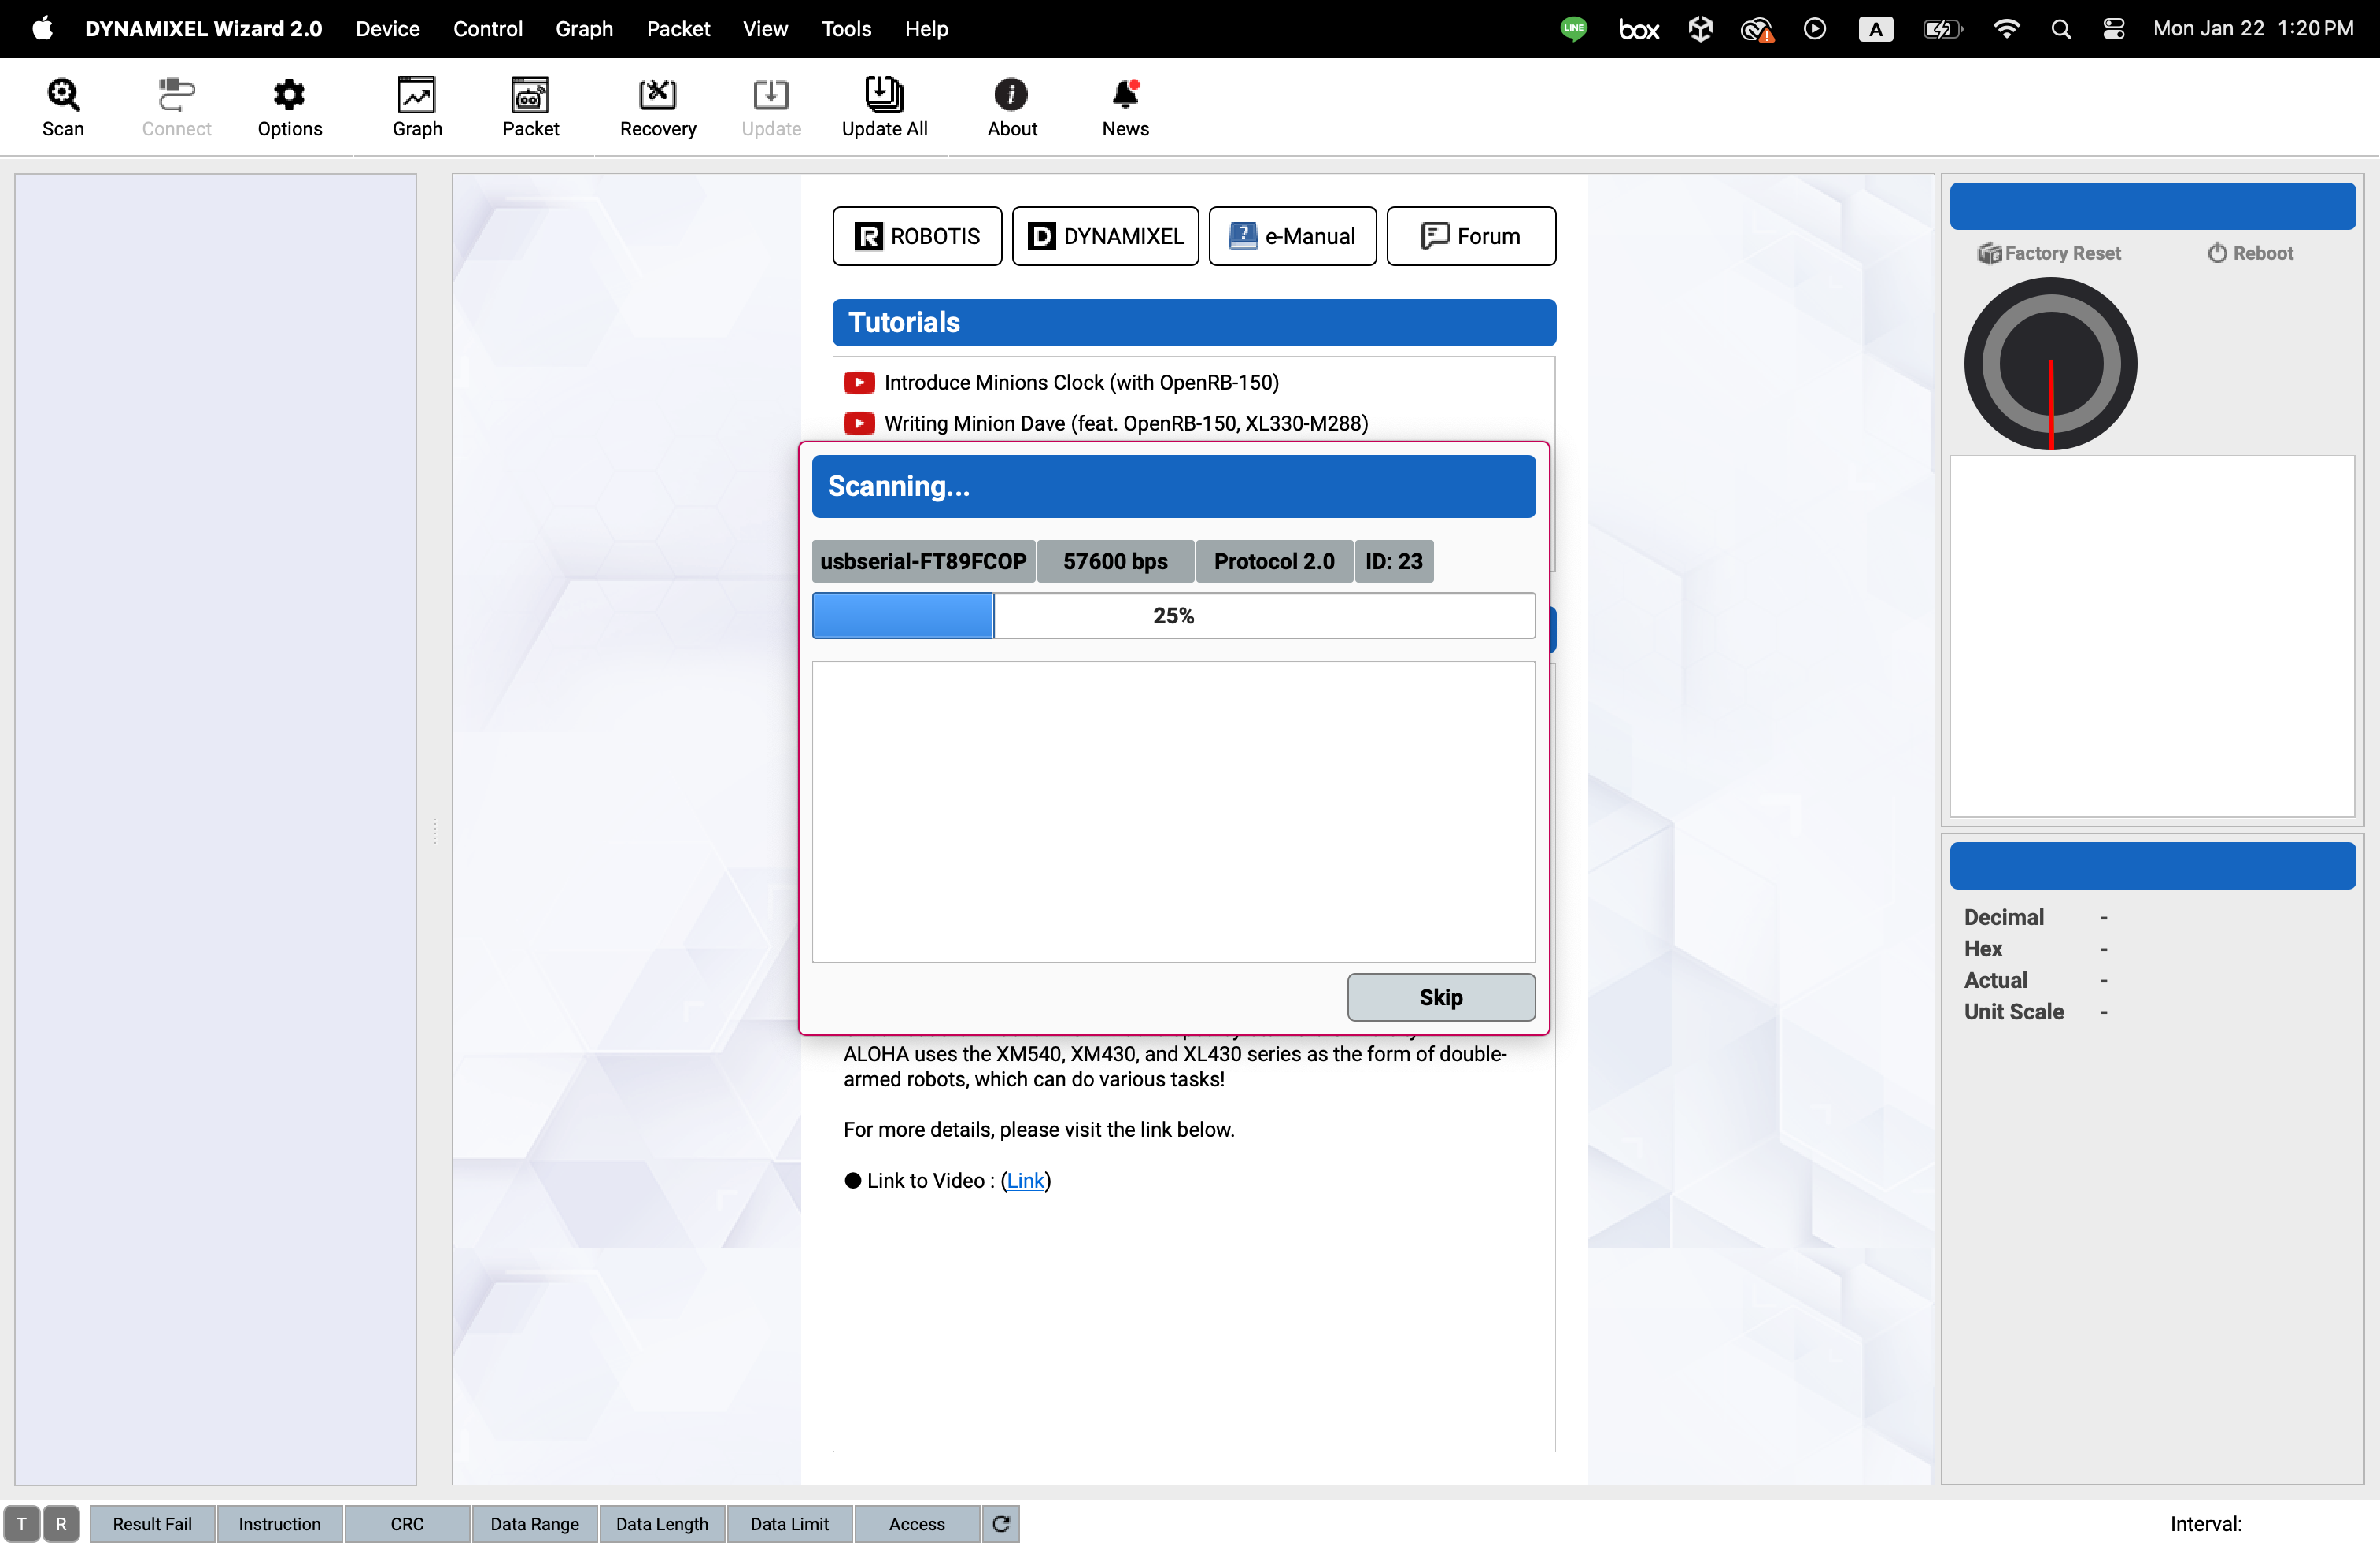 DYNAMIXEL Wizard 2.0 Device Control Graph Packet View Tools Help LINE box A Mon Jan 22 1:20 PM
Scan Connect Options Graph Packet Recovery Update Update All About News
R ROBOTIS D DYNAMIXEL ? e-Manual Forum
Tutorials
Introduce Minions Clock (with OpenRB-150)
Writing Minion Dave (feat. OpenRB-150, XL330-M288)
Scanning...
usbserial-FT89FCOP 57600 bps Protocol 2.0 ID: 23
25%
Skip
ALOHA uses the XM540, XM430, and XL430 series as the form of double-
armed robots, which can do various tasks!
For more details, please visit the link below.
● Link to Video : (Link)
Factory Reset Reboot
Decimal -
Hex -
Actual -
Unit Scale -
T R Result Fail Instruction CRC Data Range Data Length Data Limit Access Interval: